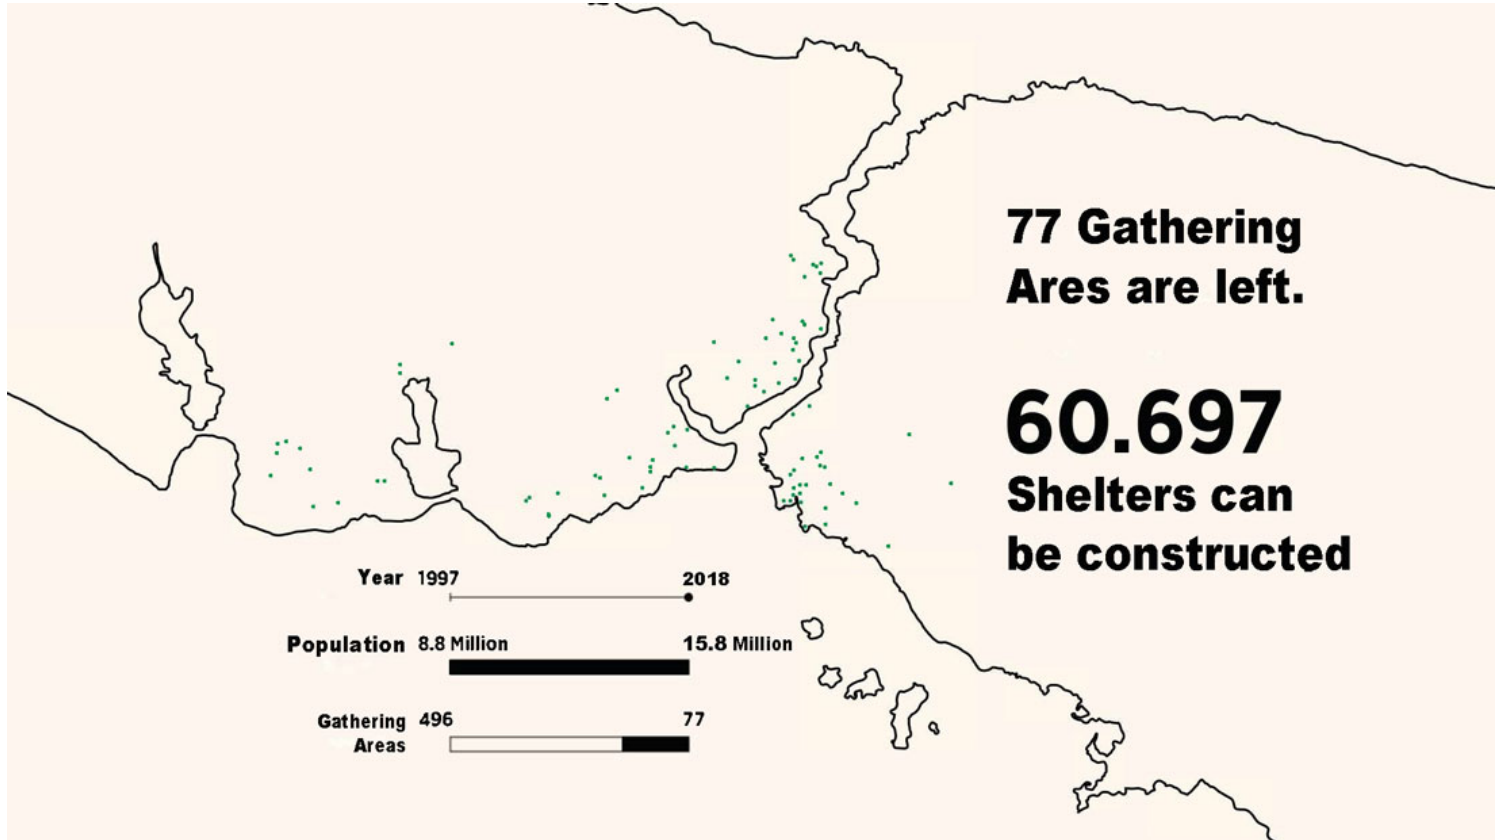 77 Gathering
Ares are left.
60.697
Shelters can
be constructed
Year 1997 2018
Population 8.8 Million 15.8 Million
Gathering 496 77
Areas